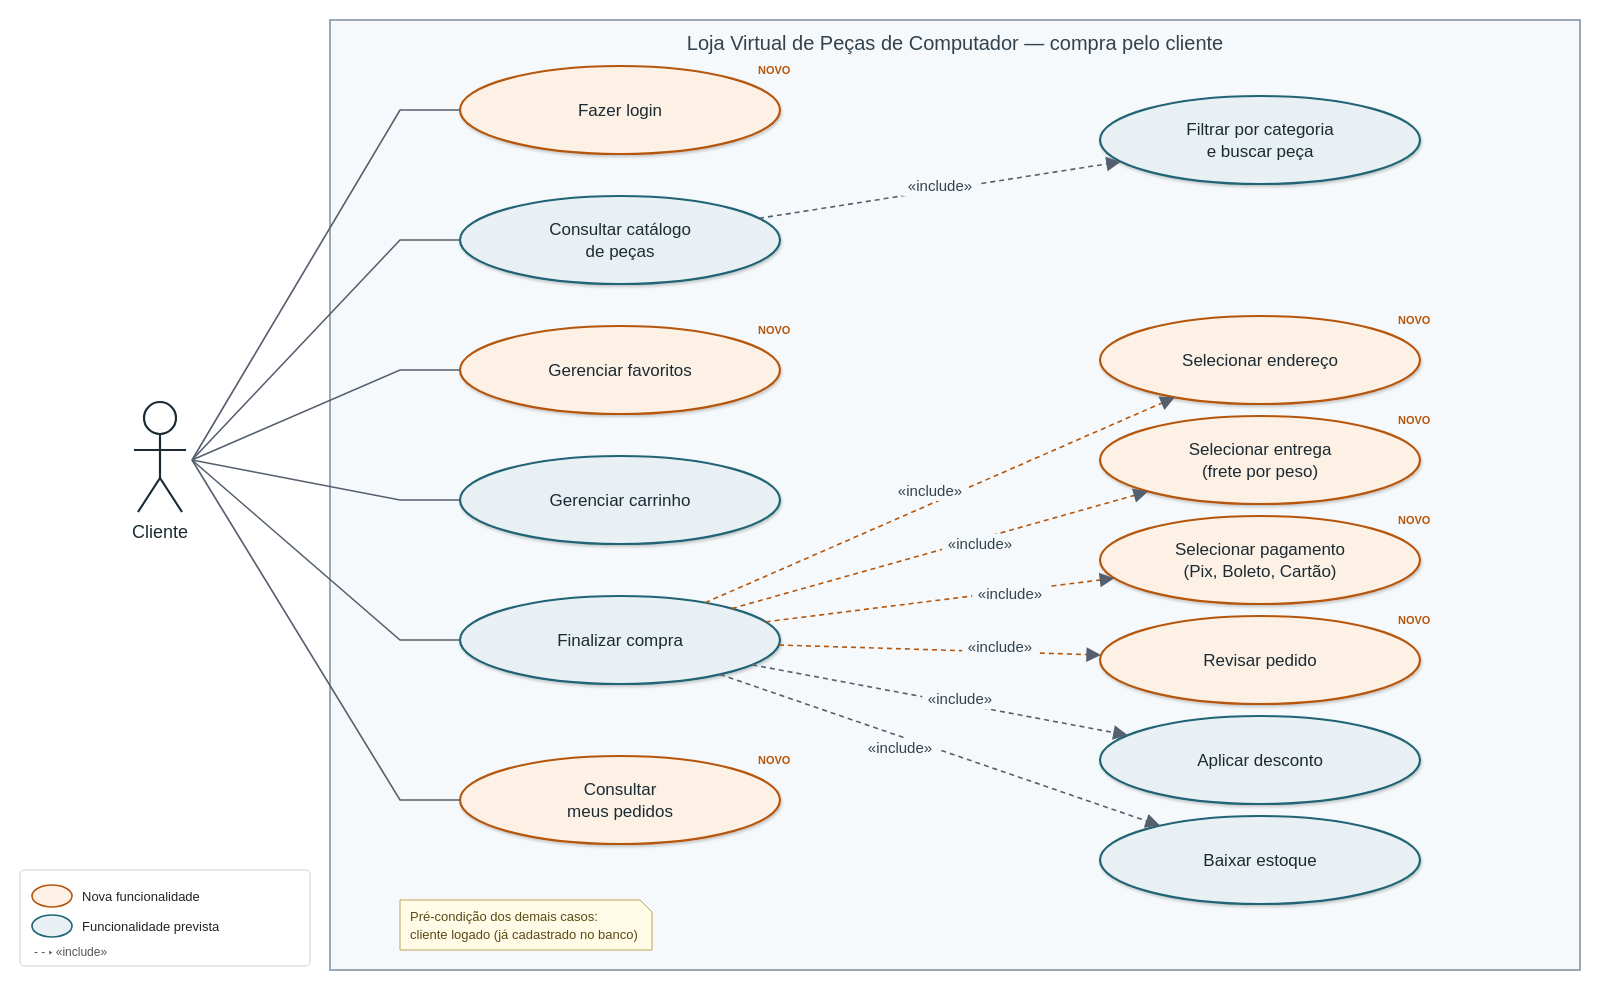 Loja Virtual de Peças de Computador — compra pelo cliente
NOVO
Fazer login
Filtrar por categoria
e buscar peça
«include»
Consultar catálogo
de peças
NOVO
Gerenciar favoritos
NOVO
Selecionar endereço
NOVO
Selecionar entrega
(frete por peso)
«include»
Gerenciar carrinho
Cliente
NOVO
Selecionar pagamento
(Pix, Boleto, Cartão)
«include»
«include»
NOVO
Finalizar compra
«include»
Revisar pedido
«include»
«include»
Aplicar desconto
NOVO
Consultar
meus pedidos
Baixar estoque
Nova funcionalidade
Funcionalidade prevista
- - ▸ «include»
Pré-condição dos demais casos:
cliente logado (já cadastrado no banco)